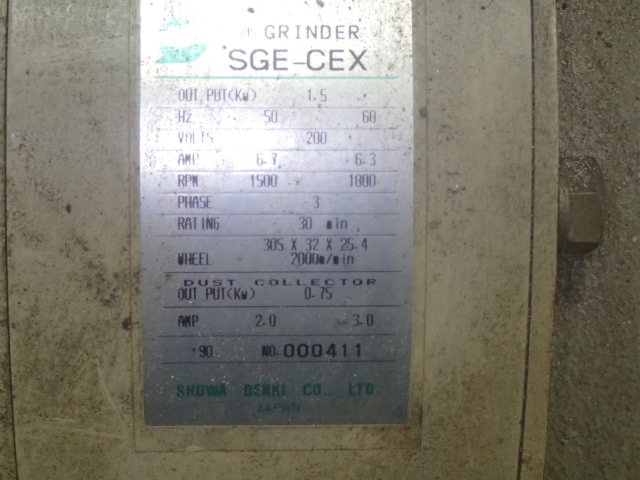 GRINDER
SGE-CEX
OUT PUT(KW) 1.5
Hz 50 60
VOLTS 200
AMP 6.7 6.3
RPM 1500 1800
PHASE 3
RATING 30 min
305 X 32 X 25.4
WHEEL 2000m/min
DUST COLLECTOR
OUT PUT(KW) 0.75
AMP 2.0 3.0
'90 NO. 000411
SHOWA DENKI CO., LTD.
JAPAN